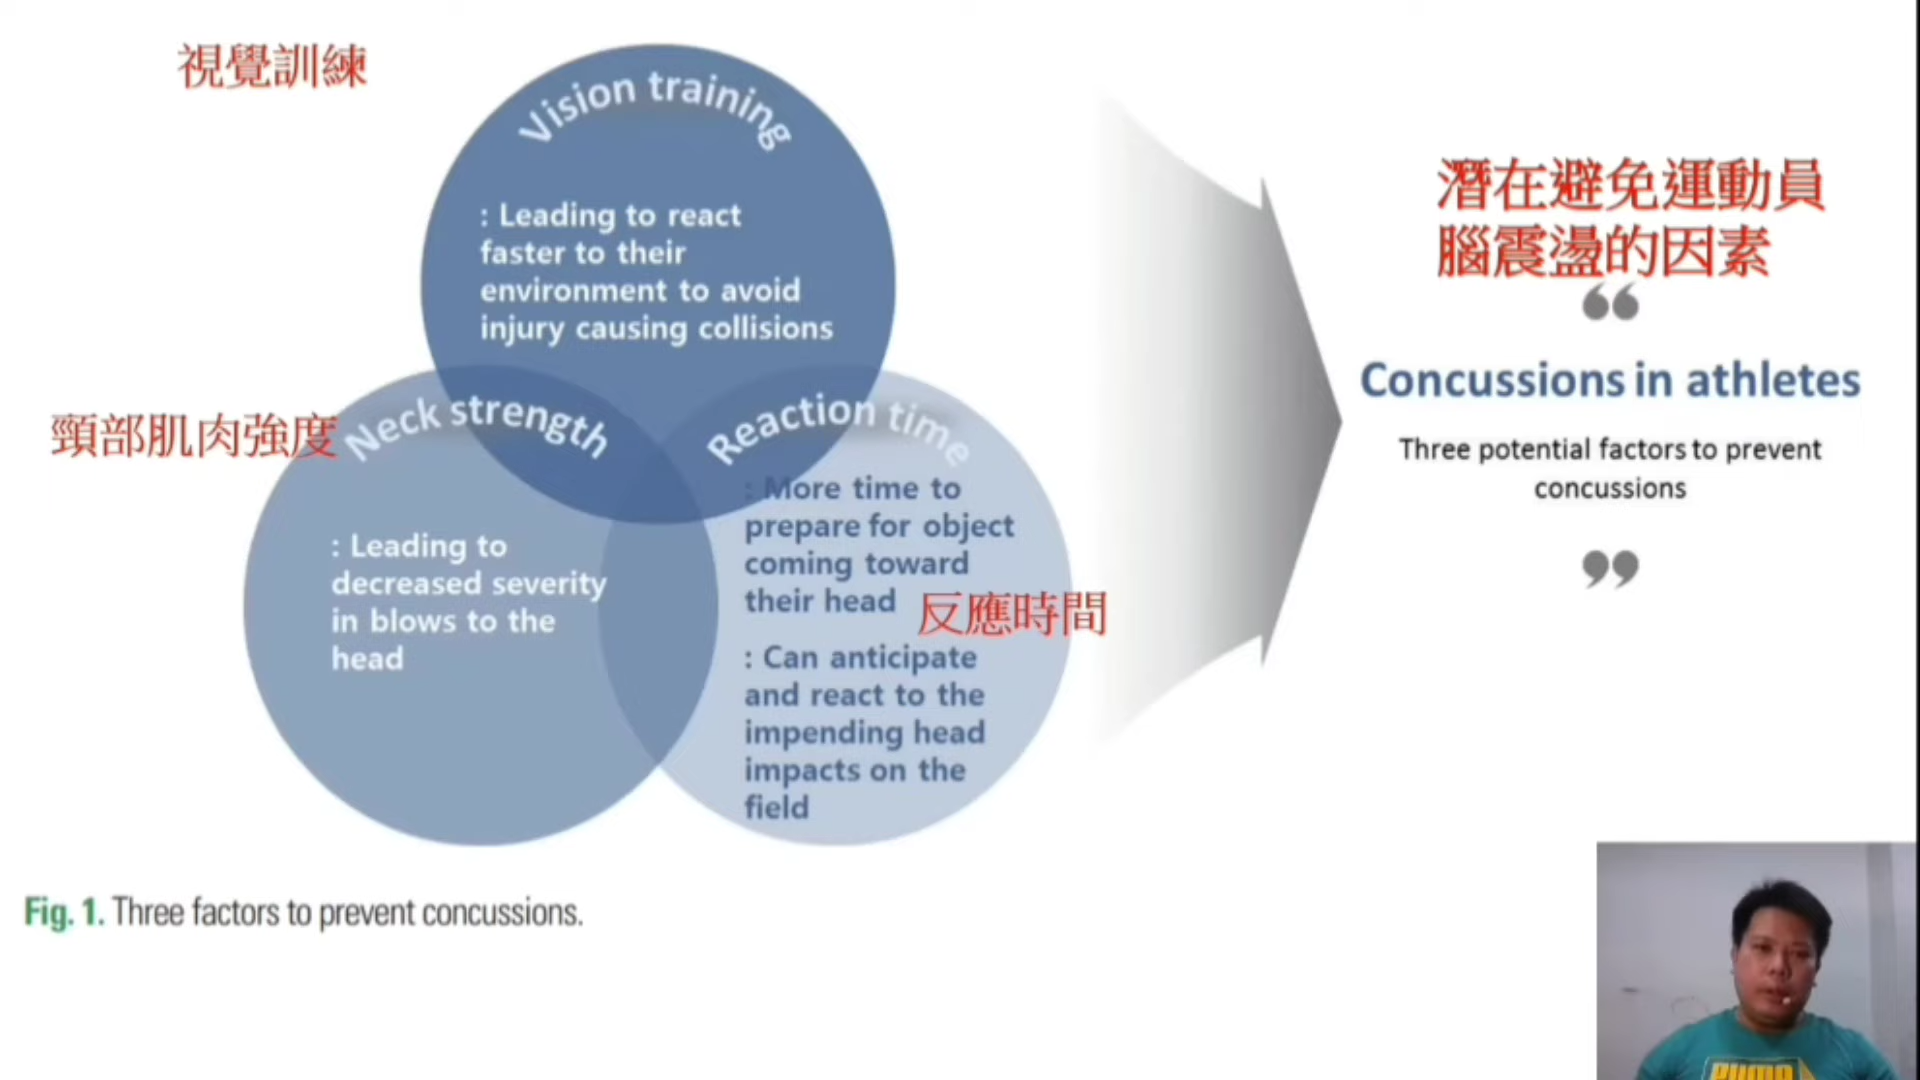 視覺訓練
Vision training
: Leading to react
faster to their
environment to avoid
injury causing collisions
頸部肌肉強度
Neck strength
: Leading to
decreased severity
in blows to the
head
Reaction time
: More time to
prepare for object
coming toward
their head
反應時間
: Can anticipate
and react to the
impending head
impacts on the
field
潛在避免運動員
腦震盪的因素
“
Concussions in athletes
Three potential factors to prevent
concussions
”
Fig. 1. Three factors to prevent concussions.
PUMA